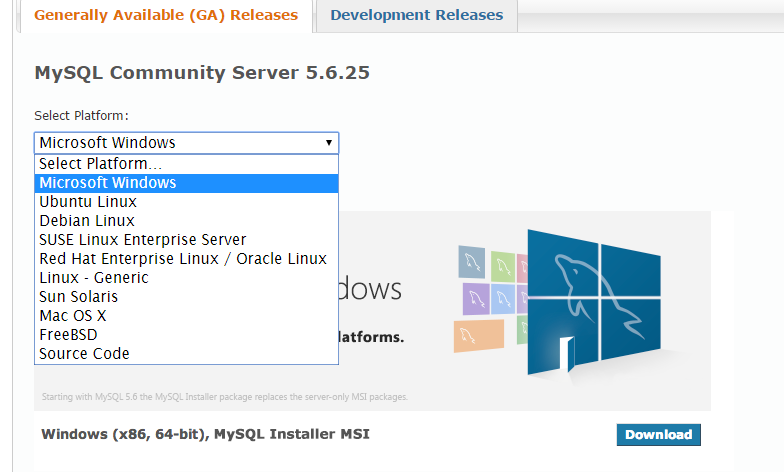 Generally Available (GA) Releases
Development Releases
MySQL Community Server 5.6.25
Select Platform:
Microsoft Windows
Select Platform...
Microsoft Windows
Ubuntu Linux
Debian Linux
SUSE Linux Enterprise Server
Red Hat Enterprise Linux / Oracle Linux
Linux - Generic
Sun Solaris
Mac OS X
FreeBSD
Source Code
dows
latforms.
Starting with MySQL 5.6 the MySQL Installer package replaces the server-only MSI packages.
Windows (x86, 64-bit), MySQL Installer MSI
Download